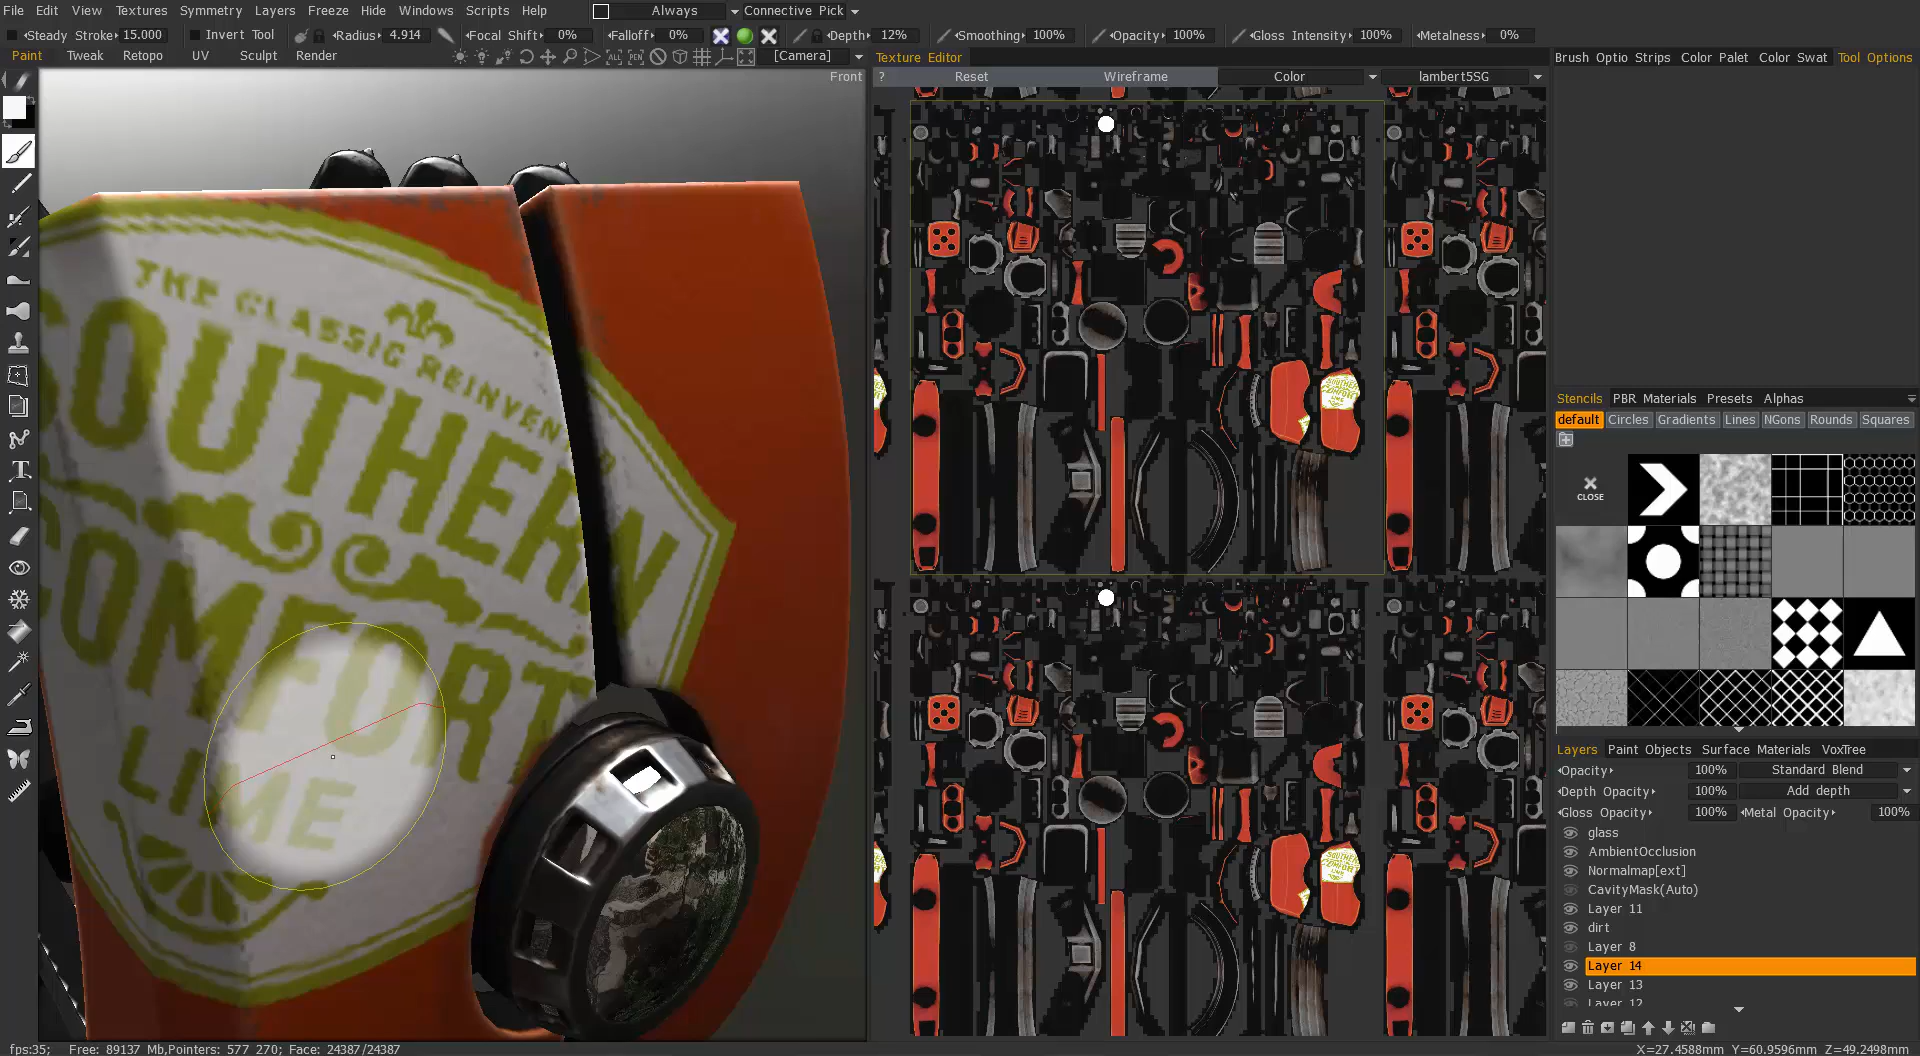 File Edit View Textures Symmetry Layers Freeze Hide Windows Scripts Help Always Connective Pick
Steady Stroke 15.000 Invert Tool Radius 4.914 Focal Shift 0% Falloff 0% Depth 12% Smoothing 100% Opacity 100% Gloss Intensity 100% Metalness 0%
Paint Tweak Retopo UV Sculpt Render ALL PEN [Camera]
Texture Editor
Brush Optio Strips Color Palet Color Swat Tool Options
Front
? Reset Wireframe Color lambert5SG
THE CLASSIC REINVEN
SOUTHERN
COMFORT
LIME
Stencils PBR Materials Presets Alphas
default Circles Gradients Lines NGons Rounds Squares
CLOSE
Layers Paint Objects Surface Materials VoxTree
Opacity 100% Standard Blend
Depth Opacity 100% Add depth
Gloss Opacity 100% Metal Opacity 100%
glass
AmbientOcclusion
Normalmap[ext]
CavityMask(Auto)
Layer 11
dirt
Layer 8
Layer 14
Layer 13
Layer 12
fps:35; Free: 89137 Mb,Pointers: 577 270; Face: 24387/24387
X=27.4588mm Y=60.9596mm Z=49.2498mm